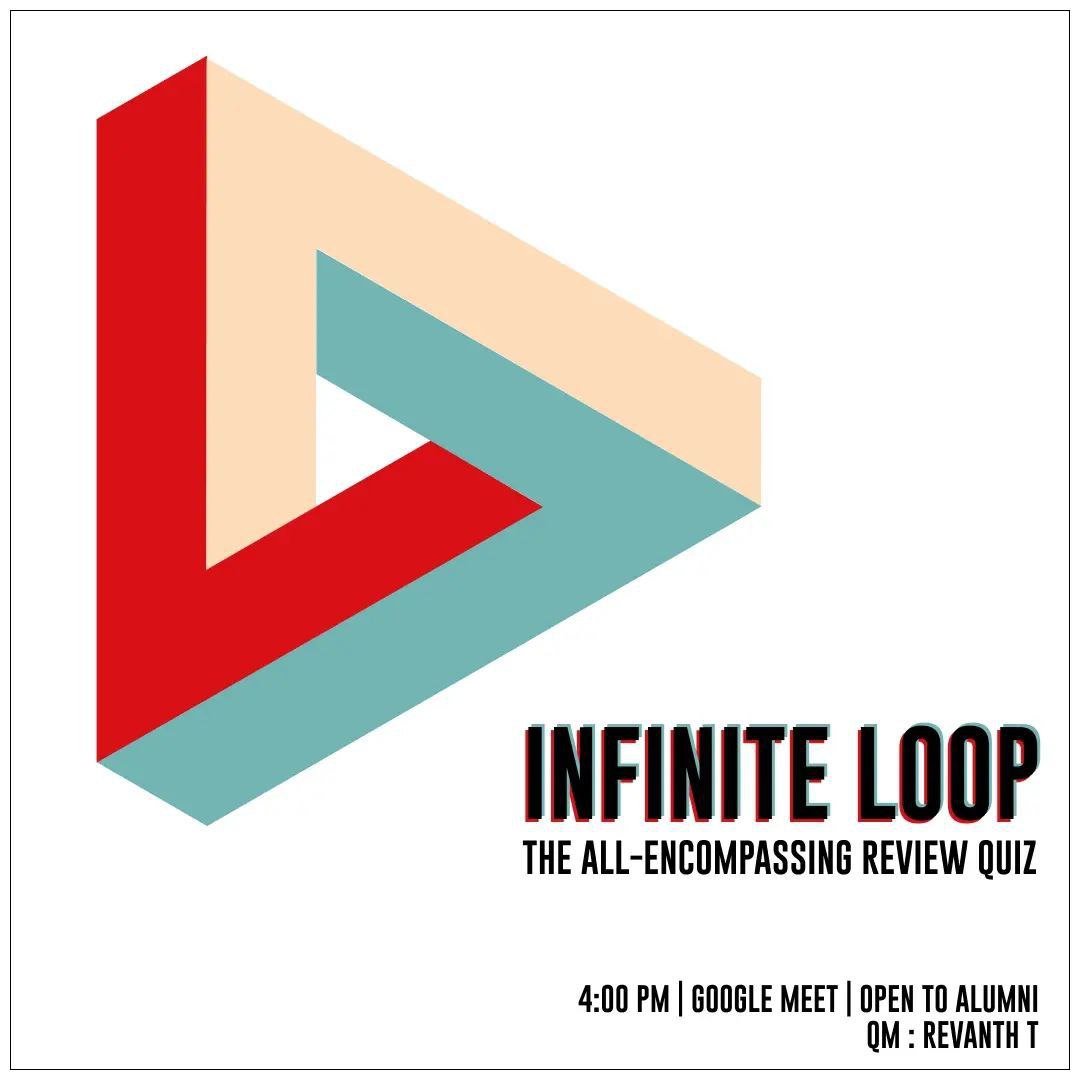 INFINITE LOOP
THE ALL-ENCOMPASSING REVIEW QUIZ
4:00 PM | GOOGLE MEET | OPEN TO ALUMNI
QM : REVANTH T